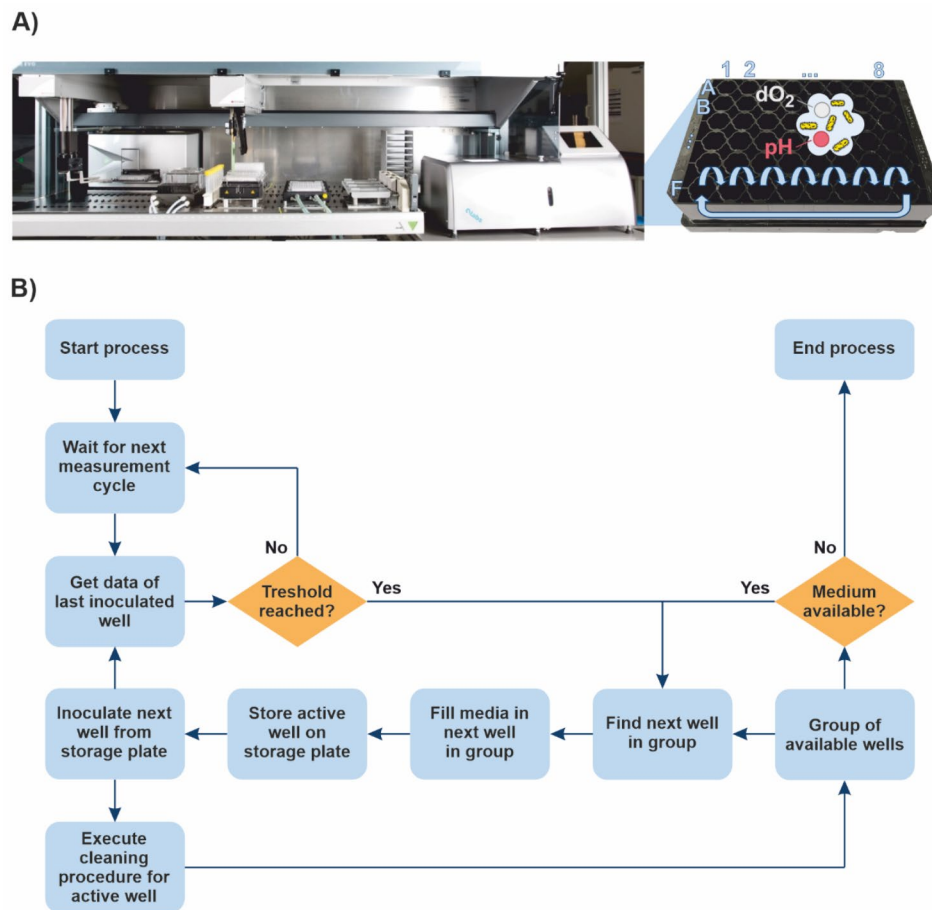 A)
1 2 ... 8
A
B
dO2
pH
F
B)
Start process
End process
Wait for next
measurement
cycle
No
No
Get data of
last inoculated
well
Treshold
reached?
Yes
Yes
Medium
available?
Inoculate next
well from
storage plate
Store active
well on
storage plate
Fill media in
next well
in group
Find next well
in group
Group of
available wells
Execute
cleaning
procedure for
active well